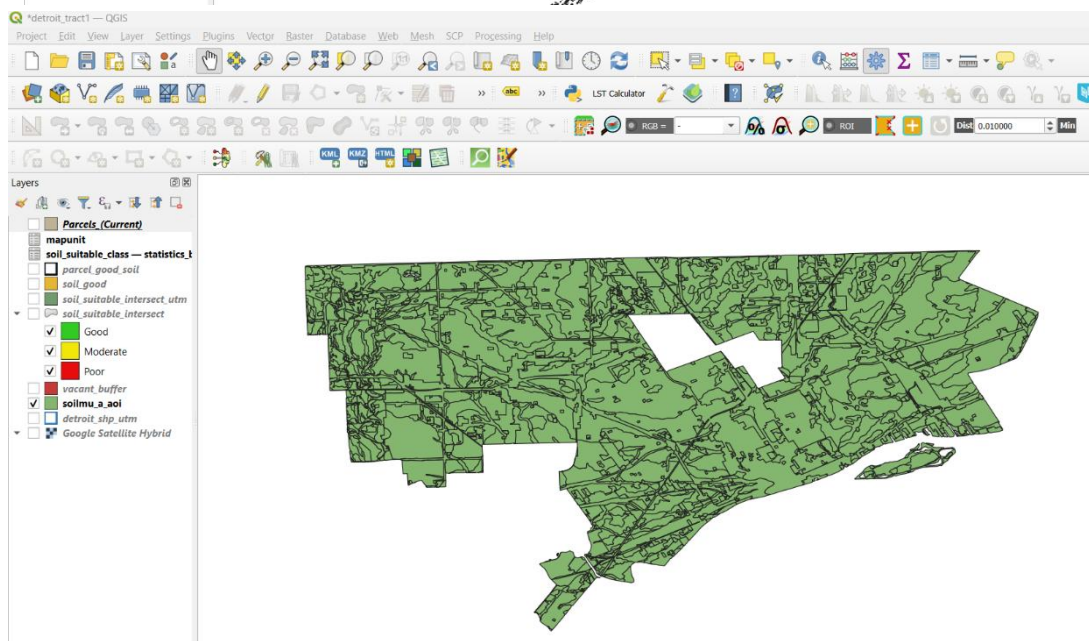 *detroit_tract1 — QGIS
Project Edit View Layer Settings Plugins Vector Raster Database Web Mesh SCP Processing Help
abc
LST Calculator
RGB = -
ROI
Dist 0.010000
Min
KML KMZ HTML
Layers
Parcels_(Current)
mapunit
soil_suitable_class — statistics_b
parcel_good_soil
soil_good
soil_suitable_intersect_utm
soil_suitable_intersect
Good
Moderate
Poor
vacant_buffer
soilmu_a_aoi
detroit_shp_utm
Google Satellite Hybrid